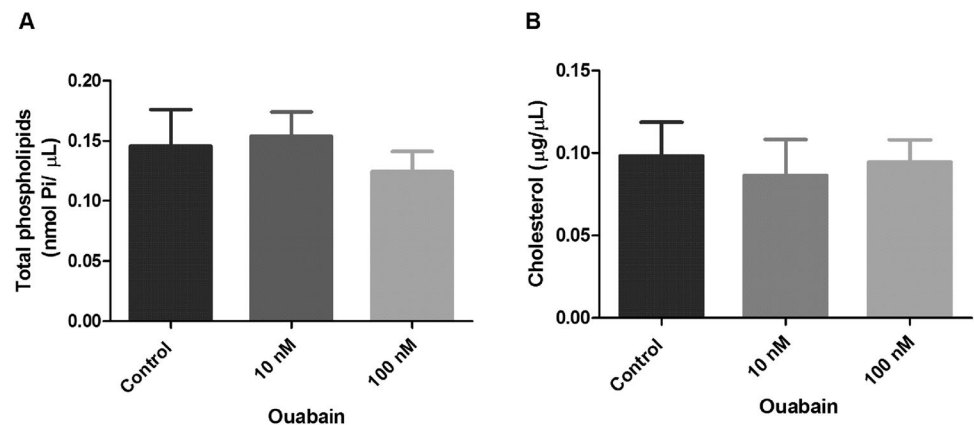 A
Total phospholipids
(nmol Pi/ μL)
0.20
0.15
0.10
0.05
0.00
Control
10 nM
100 nM
Ouabain
B
Cholesterol (μg/μL)
0.15
0.10
0.05
0.00
Control
10 nM
100 nM
Ouabain